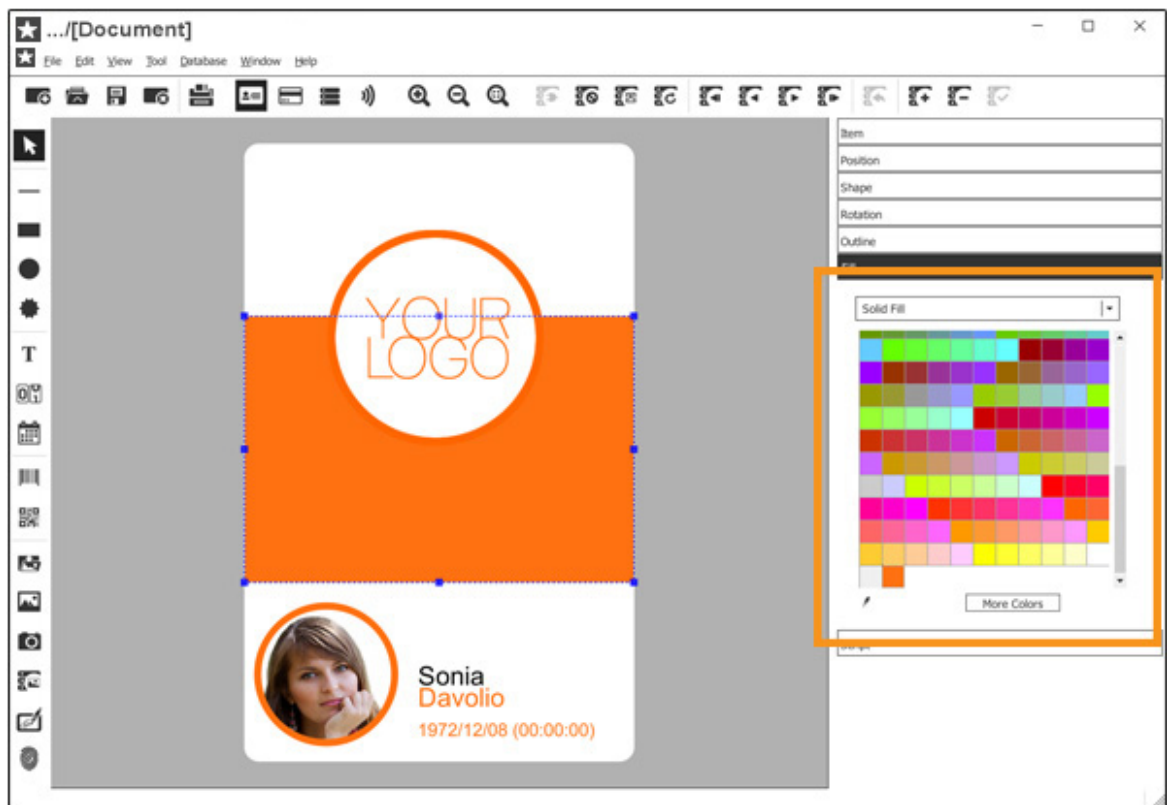 .../[Document]
File Edit View Tool Database Window Help
Item
Position
Shape
Rotation
Outline
Solid Fill
YOUR
LOGO
More Colors
Sonia
Davolio
1972/12/08 (00:00:00)